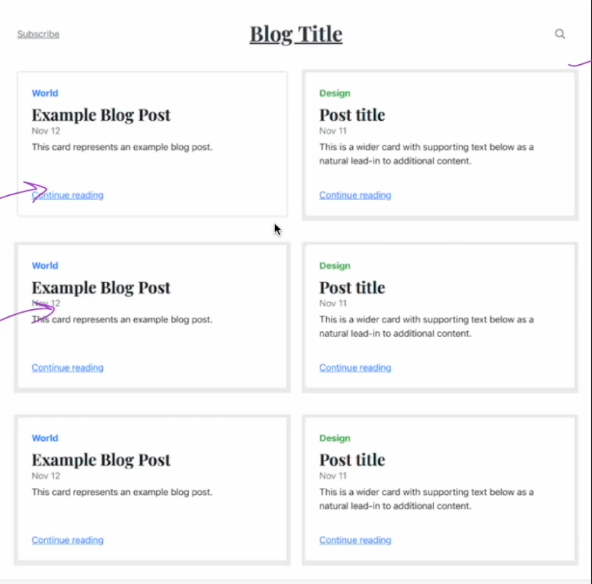 Subscribe
Blog Title
World
Example Blog Post
Nov 12
This card represents an example blog post.
Continue reading
Design
Post title
Nov 11
This is a wider card with supporting text below as a
natural lead-in to additional content.
Continue reading
World
Example Blog Post
Nov 12
This card represents an example blog post.
Continue reading
Design
Post title
Nov 11
This is a wider card with supporting text below as a
natural lead-in to additional content.
Continue reading
World
Example Blog Post
Nov 12
This card represents an example blog post.
Continue reading
Design
Post title
Nov 11
This is a wider card with supporting text below as a
natural lead-in to additional content.
Continue reading